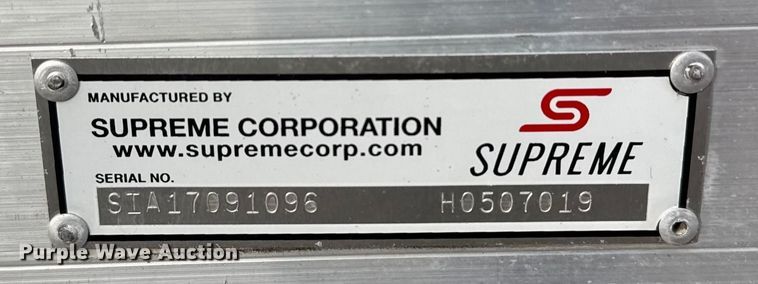 MANUFACTURED BY
SUPREME CORPORATION
www.supremecorp.com
SUPREME
SERIAL NO.
SIA17091096 H0507019
Purple Wave Auction